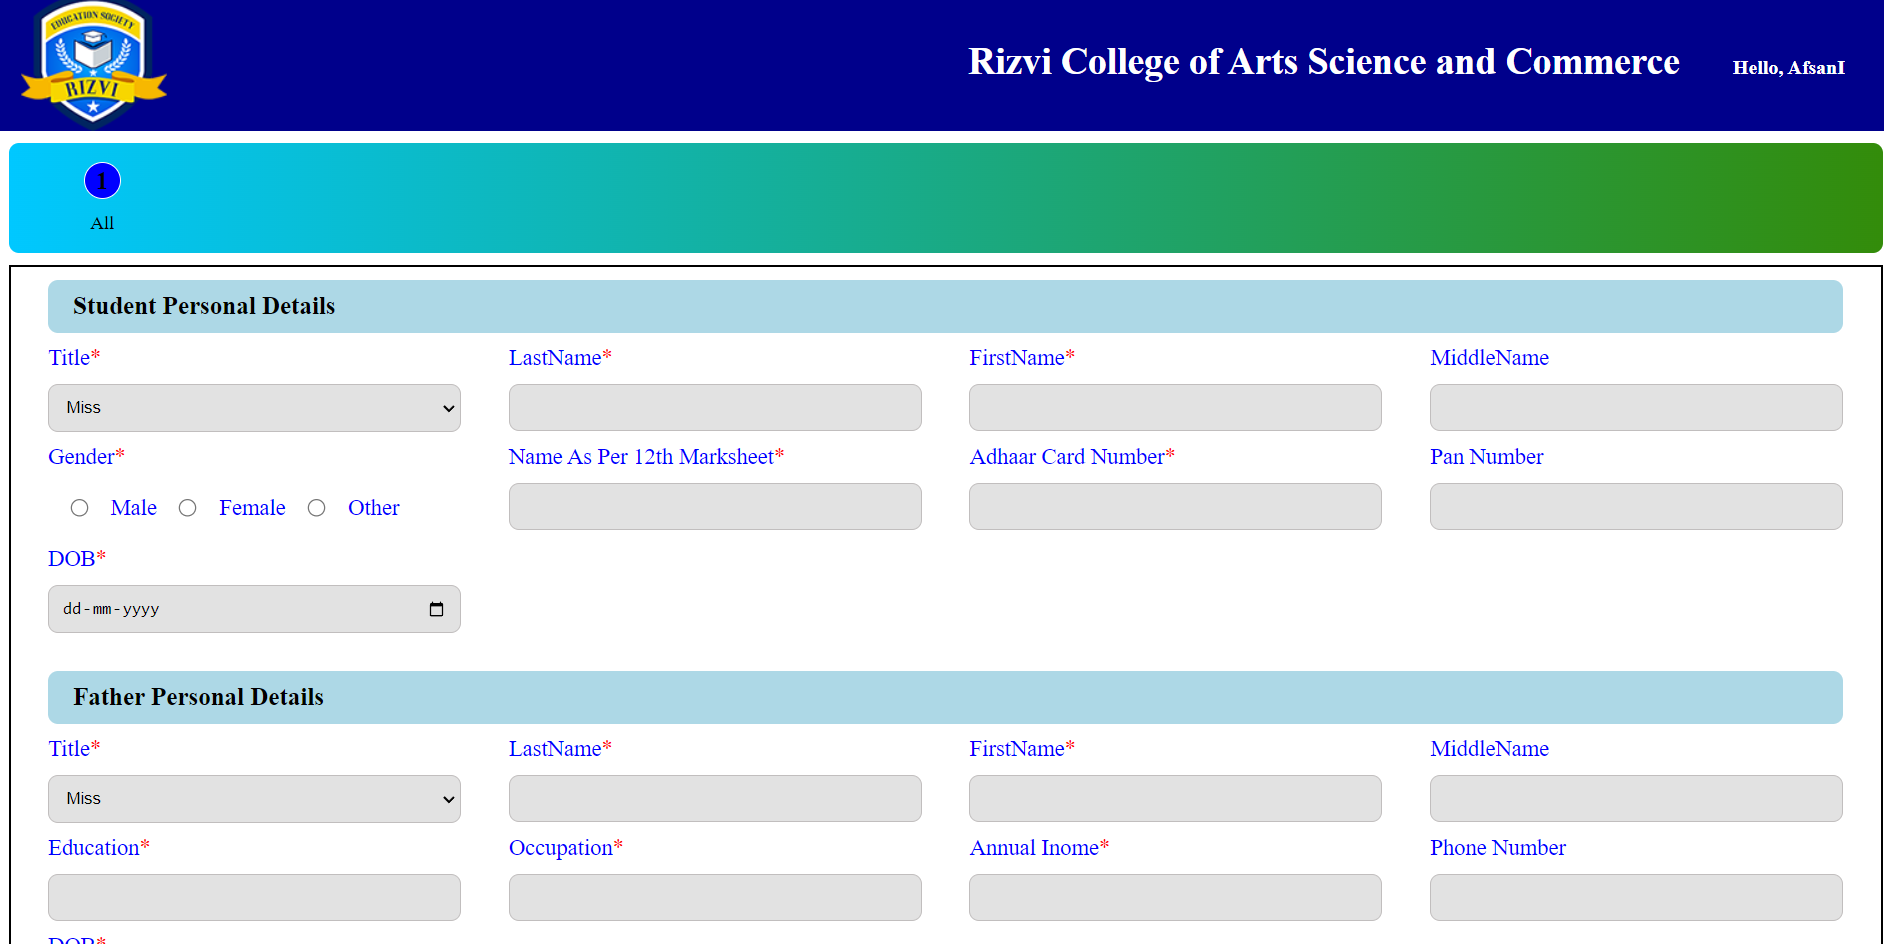 EDUCATION SOCIETY
RIZVI
Rizvi College of Arts Science and Commerce
Hello, AfsanI
1
All
Student Personal Details
Title* LastName* FirstName* MiddleName
Miss
Gender* Name As Per 12th Marksheet* Adhaar Card Number* Pan Number
Male Female Other
DOB*
dd-mm-yyyy
Father Personal Details
Title* LastName* FirstName* MiddleName
Miss
Education* Occupation* Annual Inome* Phone Number
DOB*